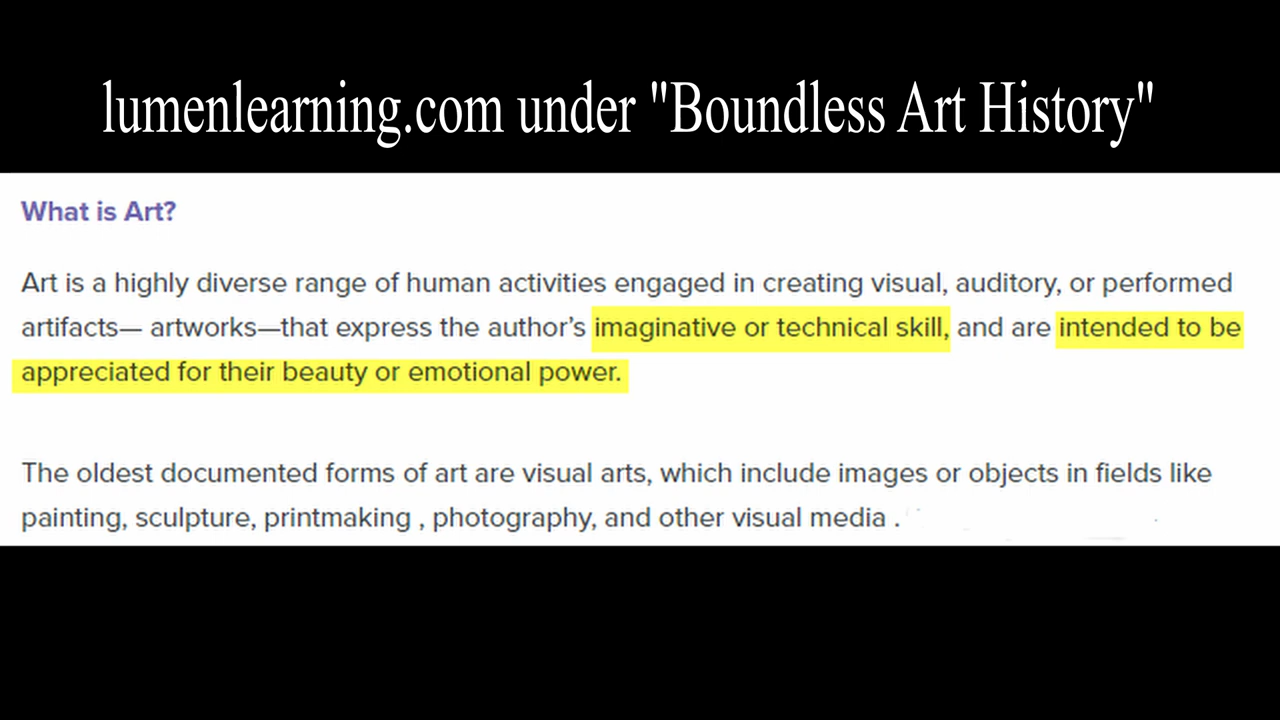 lumenlearning.com under "Boundless Art History"
What is Art?
Art is a highly diverse range of human activities engaged in creating visual, auditory, or performed
artifacts— artworks—that express the author’s imaginative or technical skill, and are intended to be
appreciated for their beauty or emotional power.
The oldest documented forms of art are visual arts, which include images or objects in fields like
painting, sculpture, printmaking , photography, and other visual media .